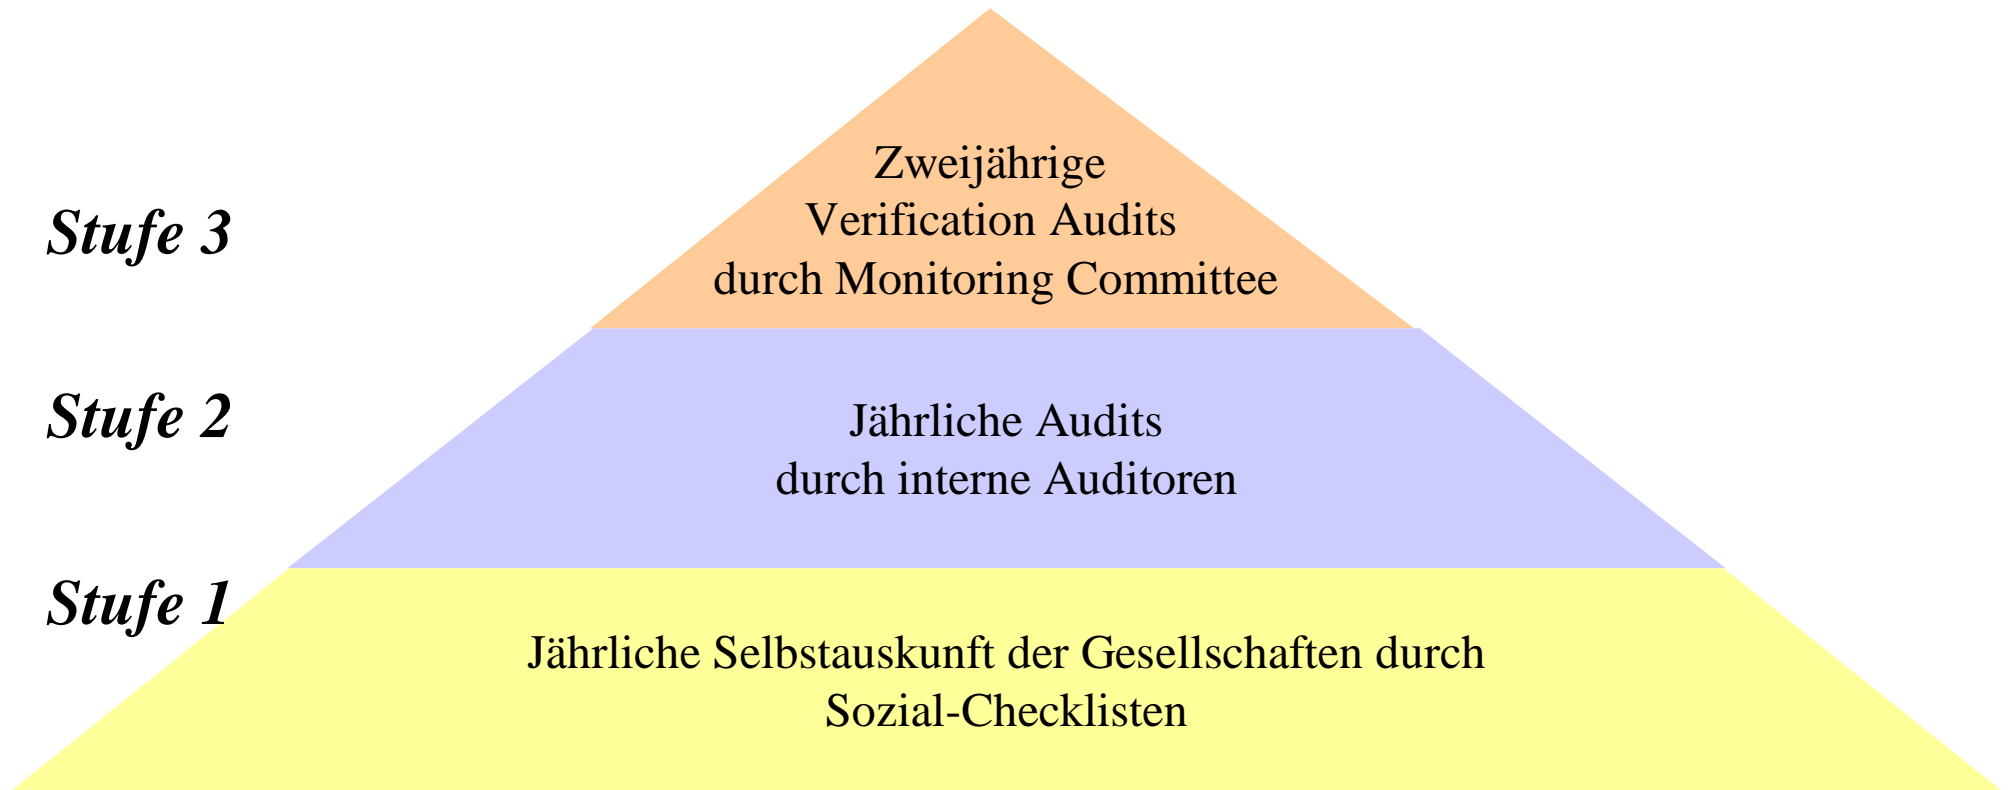 Zweijährige
Verification Audits
durch Monitoring Committee
Stufe 3
Jährliche Audits
durch interne Auditoren
Stufe 2
Jährliche Selbstauskunft der Gesellschaften durch
Sozial-Checklisten
Stufe 1